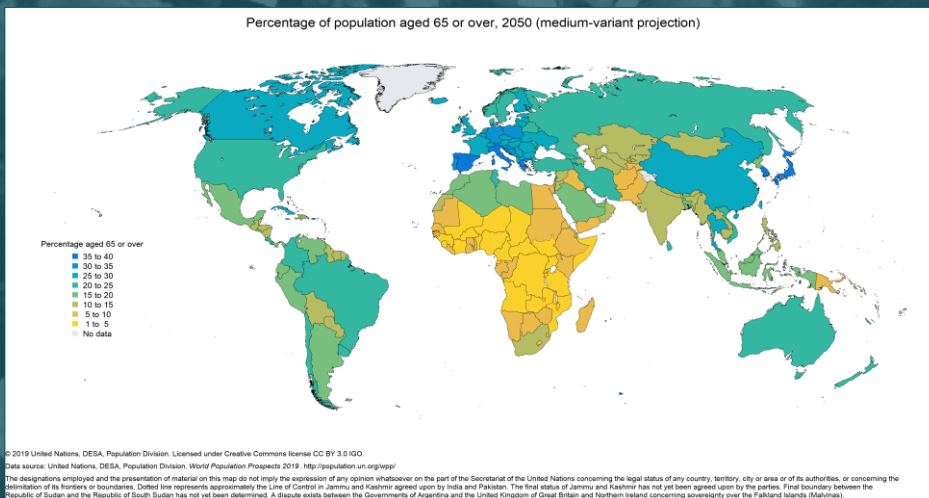 Percentage of population aged 65 or over, 2050 (medium-variant projection)
Percentage aged 65 or over
35 to 40
30 to 35
25 to 30
20 to 25
15 to 20
10 to 15
5 to 10
1 to 5
No data
© 2019 United Nations, DESA, Population Division. Licensed under Creative Commons license CC BY 3.0 IGO.
Data source: United Nations, DESA, Population Division. World Population Prospects 2019. http://population.un.org/wpp/
The designations employed and the presentation of material on this map do not imply the expression of any opinion whatsoever on the part of the Secretariat of the United Nations concerning the legal status of any country, territory, city or area or of its authorities, or concerning the
delimitation of its frontiers or boundaries. Dotted line represents approximately the Line of Control in Jammu and Kashmir agreed upon by India and Pakistan. The final status of Jammu and Kashmir has not yet been agreed upon by the parties. Final boundary between the
Republic of Sudan and the Republic of South Sudan has not yet been determined. A dispute exists between the Governments of Argentina and the United Kingdom of Great Britain and Northern Ireland concerning sovereignty over the Falkland Islands (Malvinas).